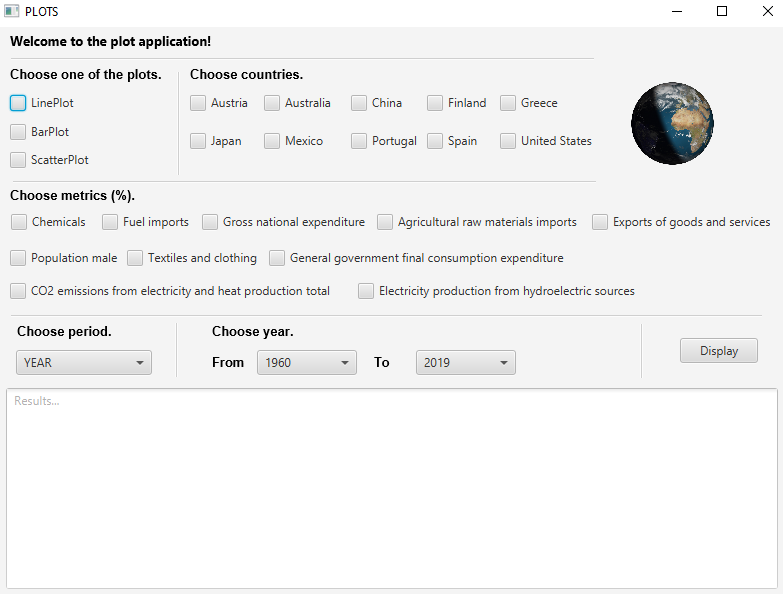 PLOTS
Welcome to the plot application!
Choose one of the plots.
LinePlot
BarPlot
ScatterPlot
Choose countries.
Austria Australia China Finland Greece
Japan Mexico Portugal Spain United States
Choose metrics (%).
Chemicals Fuel imports Gross national expenditure Agricultural raw materials imports Exports of goods and services
Population male Textiles and clothing General government final consumption expenditure
CO2 emissions from electricity and heat production total Electricity production from hydroelectric sources
Choose period.
YEAR
Choose year.
From 1960 To 2019
Display
Results...